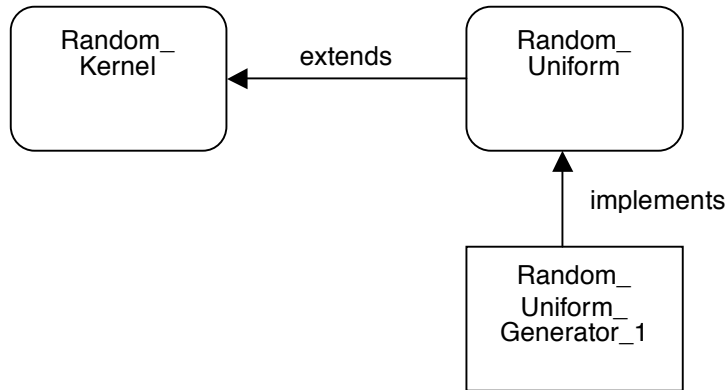 Random_
Kernel
extends
Random_
Uniform
implements
Random_
Uniform_
Generator_1